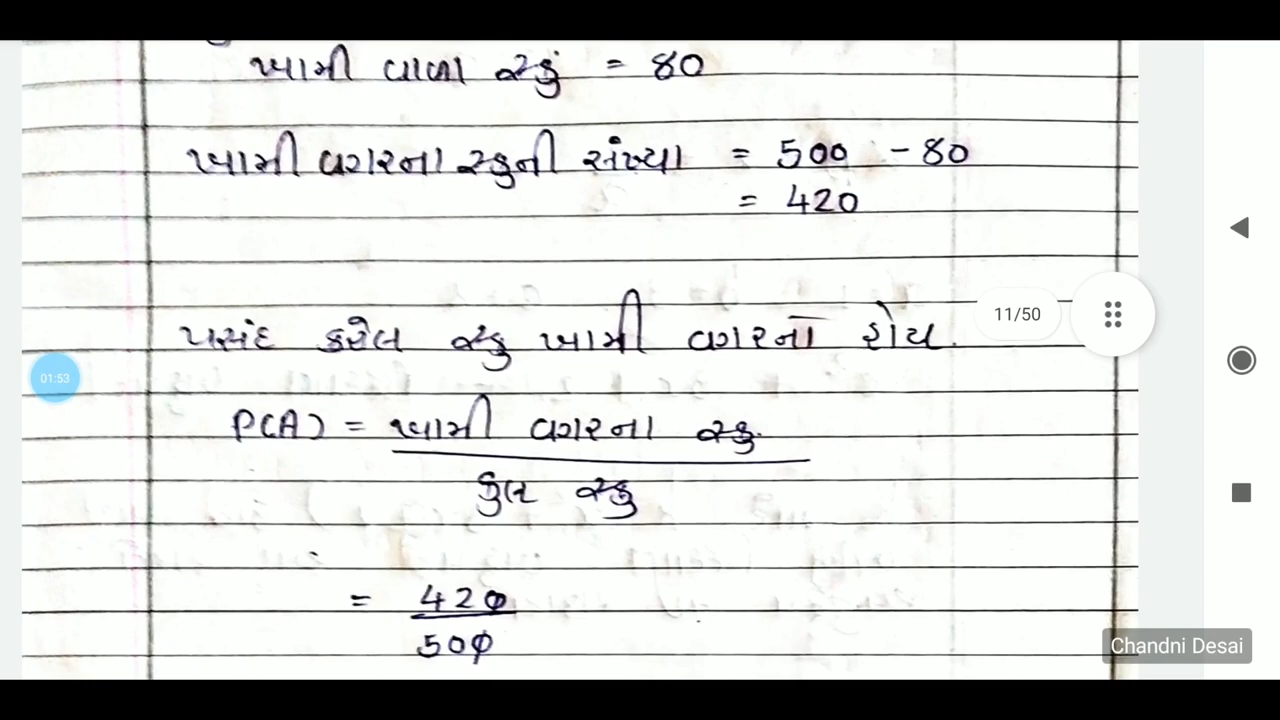 ખામી વાળા સ્ક્રુ = 80
ખામી વગરના સ્ક્રુની સંખ્યા = 500 - 80
= 420
પસંદ કરેલ સ્ક્રુ ખામી વગરના હોય.
P(A) = ખામી વગરના સ્ક્રુ
કુલ સ્ક્રુ
= 420
500
11/50
01:53
Chandni Desai